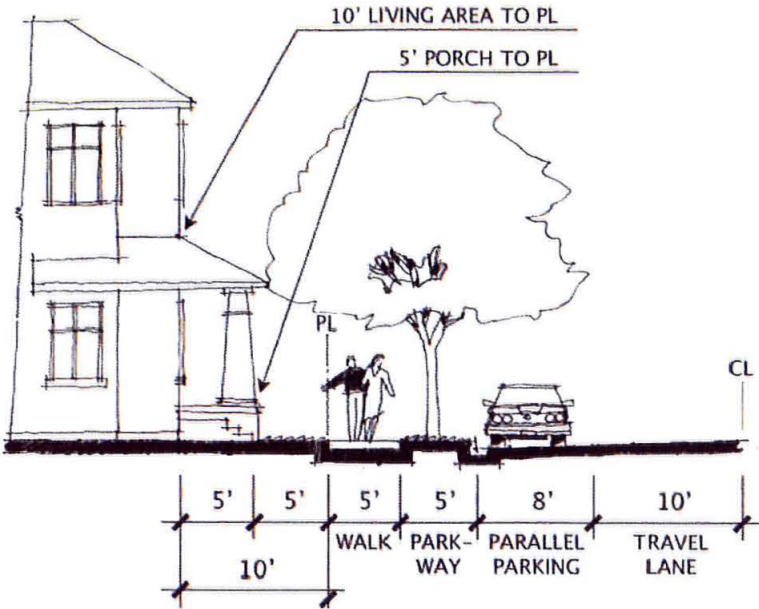 10' LIVING AREA TO PL
5' PORCH TO PL
PL
CL
5' 5' 5' 5' 8' 10'
WALK PARK- PARALLEL TRAVEL
WAY PARKING LANE
10'